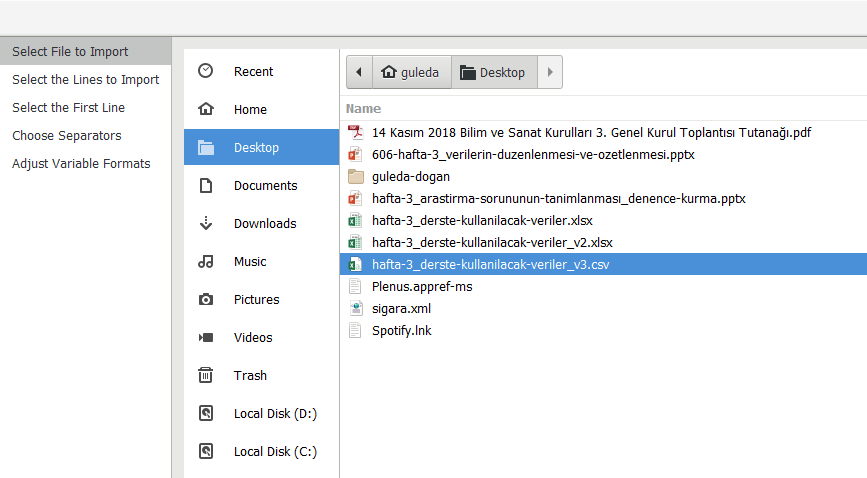 Select File to Import
Select the Lines to Import
Select the First Line
Choose Separators
Adjust Variable Formats
Recent
Home
Desktop
Documents
Downloads
Music
Pictures
Videos
Trash
Local Disk (D:)
Local Disk (C:)
guleda Desktop
Name
14 Kasım 2018 Bilim ve Sanat Kurulları 3. Genel Kurul Toplantısı Tutanağı.pdf
606-hafta-3_verilerin-duzenlenmesi-ve-ozetlenmesi.pptx
guleda-dogan
hafta-3_arastirma-sorununun-tanimlanması_denence-kurma.pptx
hafta-3_derste-kullanilacak-veriler.xlsx
hafta-3_derste-kullanilacak-veriler_v2.xlsx
hafta-3_derste-kullanilacak-veriler_v3.csv
Plenus.appref-ms
sigara.xml
Spotify.lnk